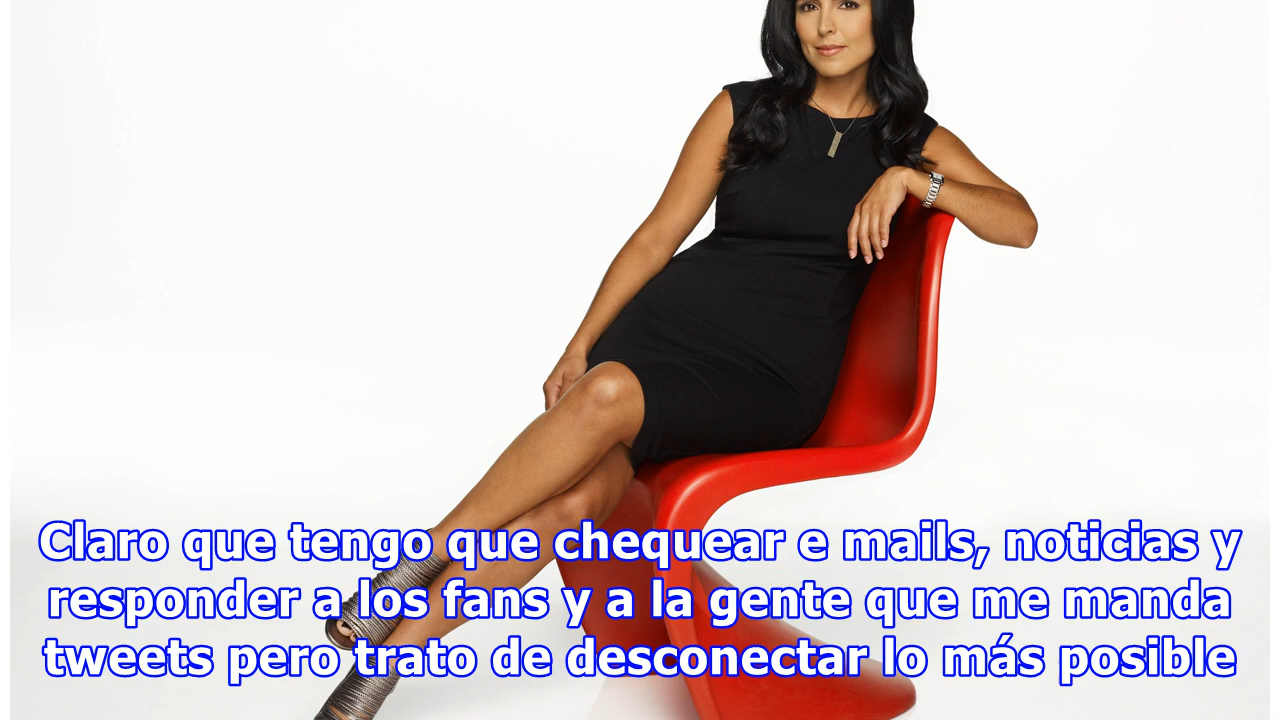 Claro que tengo que chequear e mails, noticias y
responder a los fans y a la gente que me manda
tweets pero trato de desconectar lo más posible